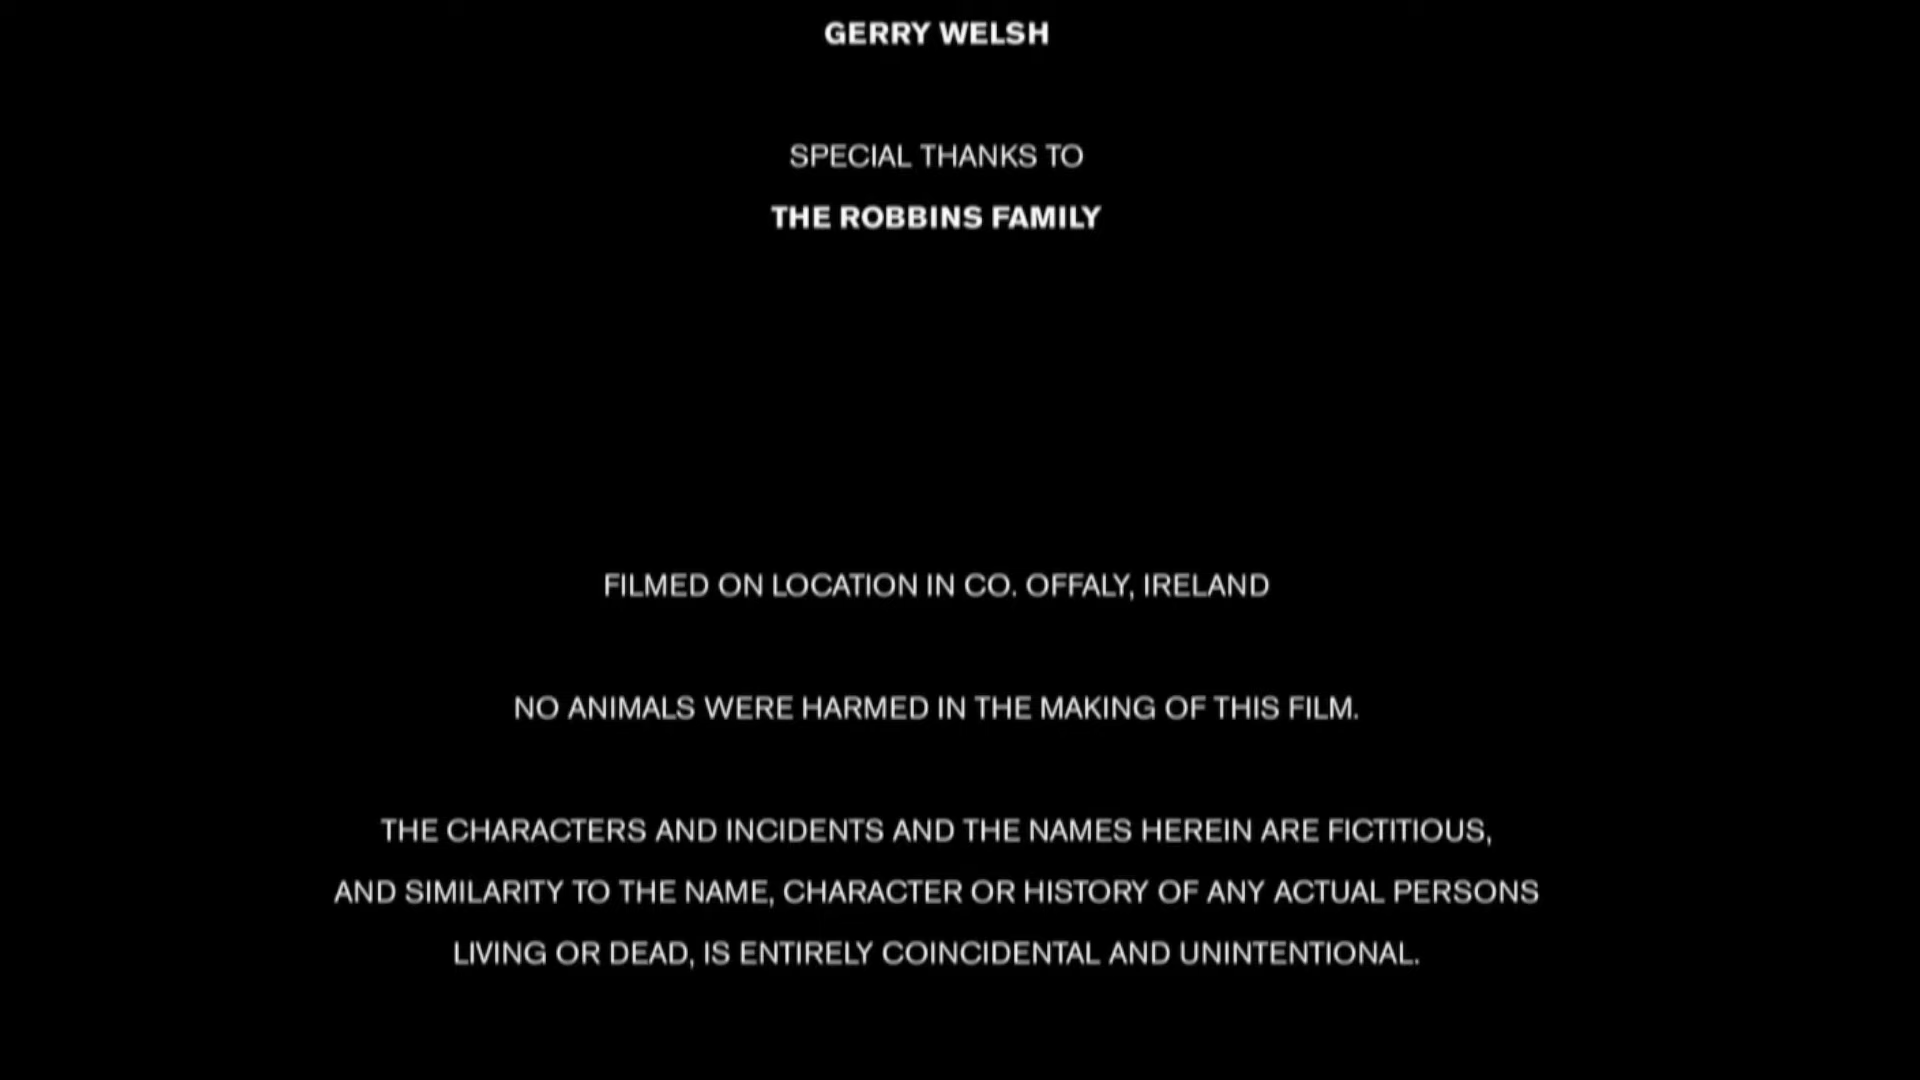 GERRY WELSH
SPECIAL THANKS TO
THE ROBBINS FAMILY
FILMED ON LOCATION IN CO. OFFALY, IRELAND
NO ANIMALS WERE HARMED IN THE MAKING OF THIS FILM.
THE CHARACTERS AND INCIDENTS AND THE NAMES HEREIN ARE FICTITIOUS,
AND SIMILARITY TO THE NAME, CHARACTER OR HISTORY OF ANY ACTUAL PERSONS
LIVING OR DEAD, IS ENTIRELY COINCIDENTAL AND UNINTENTIONAL.